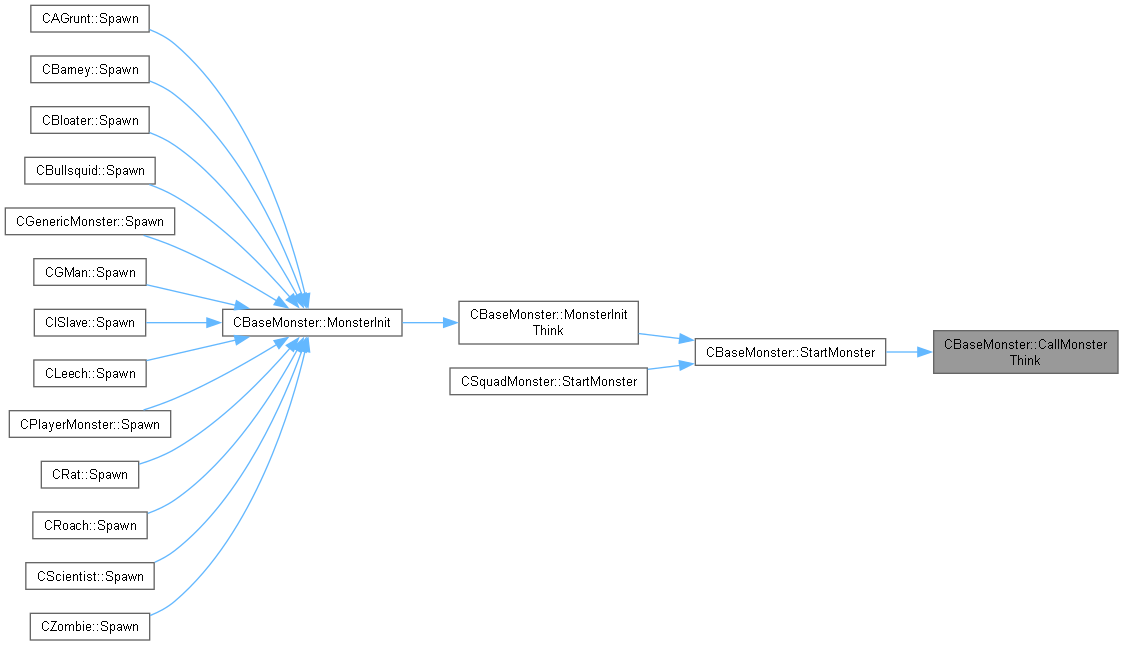 CAGrunt::Spawn
CBarney::Spawn
CBloater::Spawn
CBullsquid::Spawn
CGenericMonster::Spawn
CGMan::Spawn
CISlave::Spawn
CLeech::Spawn
CPlayerMonster::Spawn
CRat::Spawn
CRoach::Spawn
CScientist::Spawn
CZombie::Spawn
CBaseMonster::MonsterInit
CBaseMonster::MonsterInit
Think
CSquadMonster::StartMonster
CBaseMonster::StartMonster
CBaseMonster::CallMonster
Think